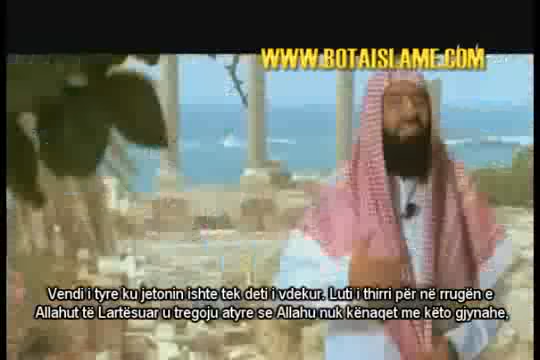 WWW.BOTAISLAME.COM
Vendi i tyre ku jetonin ishte tek deti i vdekur. Luti i thirri për në rrugën e
Allahut të Lartësuar u tregoju atyre se Allahu nuk kënaqet me këto gjynahe,